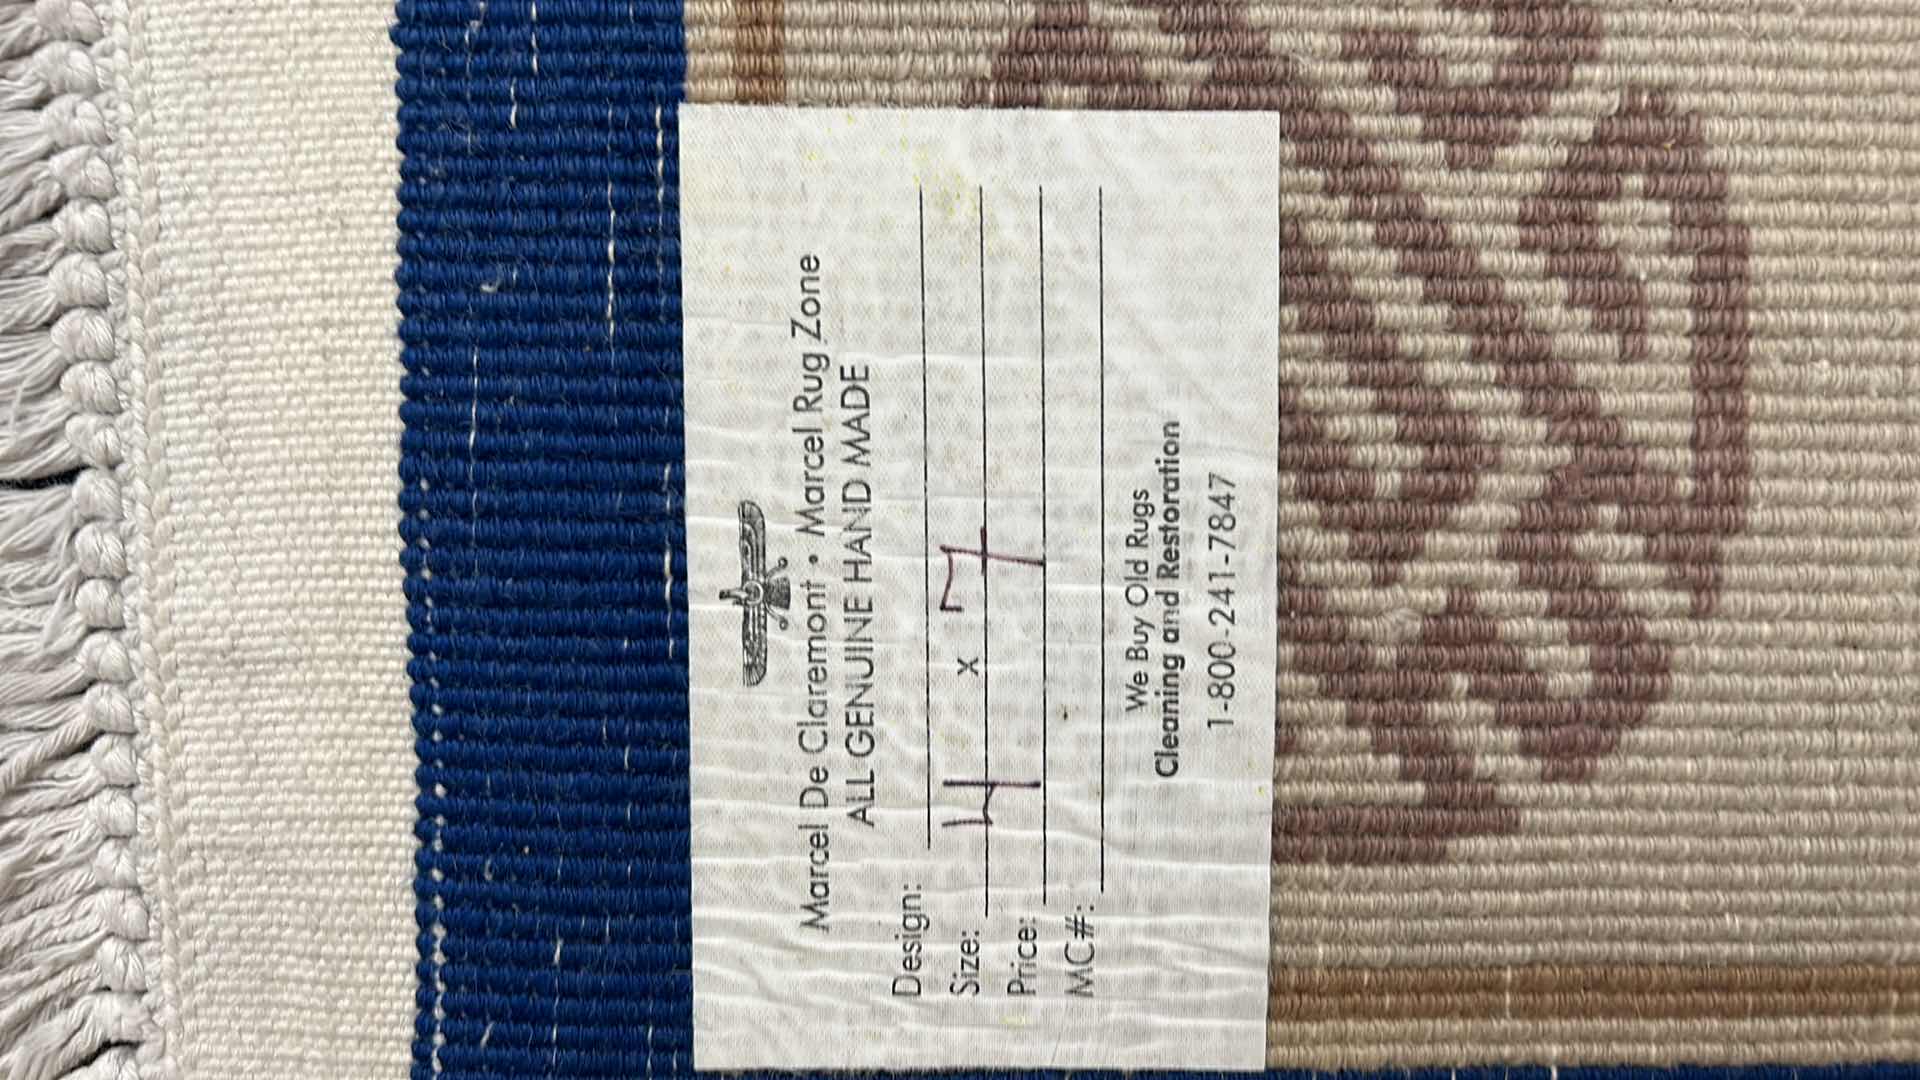 Marcel De Claremont • Marcel Rug Zone
ALL GENUINE HAND MADE
Design:
Size: 4 x 7
Price:
MC#:
We Buy Old Rugs
Cleaning and Restoration
1-800-241-7847